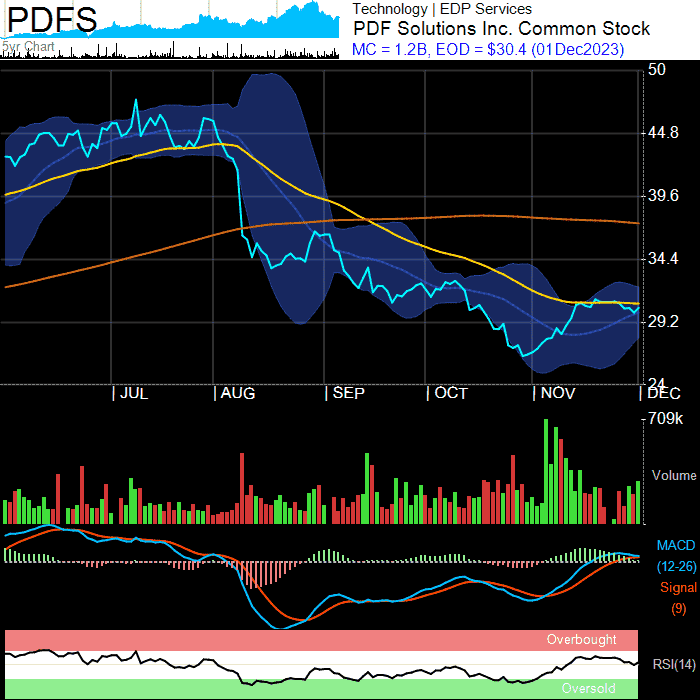 PDFS
5yr Chart
Technology | EDP Services
PDF Solutions Inc. Common Stock
MC = 1.2B, EOD = $30.4 (01Dec2023)
50
44.8
39.6
34.4
29.2
24
| JUL | AUG | SEP | OCT | NOV | DEC
709k
Volume
MACD
(12-26)
Signal
(9)
Overbought
RSI(14)
Oversold